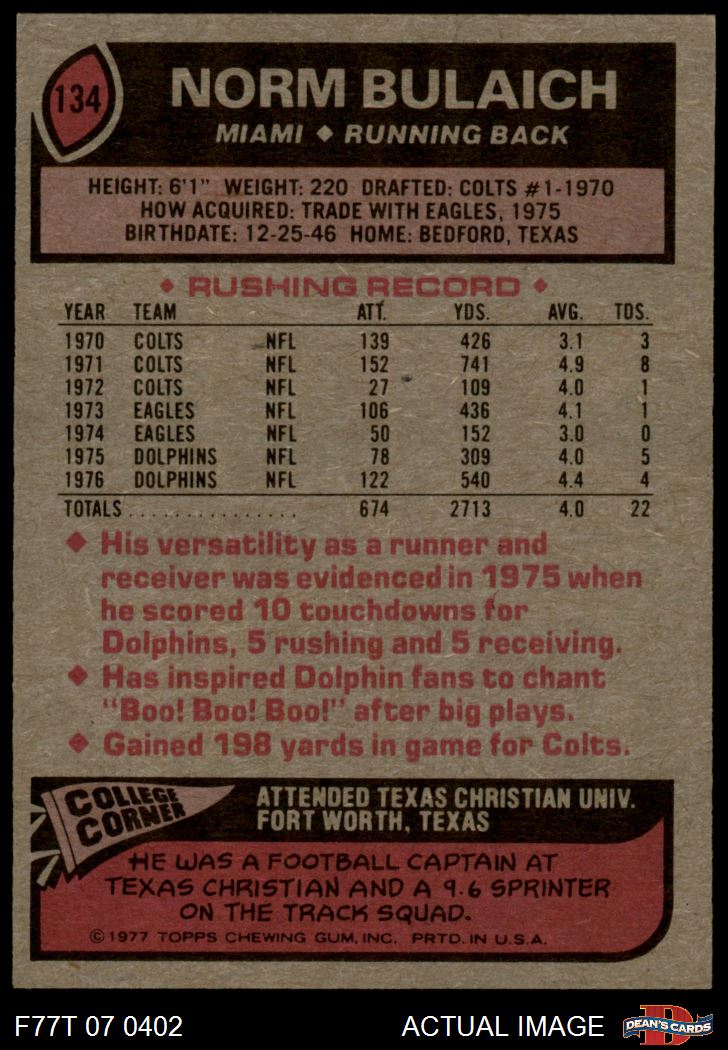 134
NORM BULAICH
MIAMI ♦ RUNNING BACK
HEIGHT: 6'1" WEIGHT: 220 DRAFTED: COLTS #1-1970
HOW ACQUIRED: TRADE WITH EAGLES, 1975
BIRTHDATE: 12-25-46 HOME: BEDFORD, TEXAS
♦ RUSHING RECORD ♦
YEAR TEAM ATT. YDS. AVG. TDS.
1970 COLTS NFL 139 426 3.1 3
1971 COLTS NFL 152 741 4.9 8
1972 COLTS NFL 27 109 4.0 1
1973 EAGLES NFL 106 436 4.1 1
1974 EAGLES NFL 50 152 3.0 0
1975 DOLPHINS NFL 78 309 4.0 5
1976 DOLPHINS NFL 122 540 4.4 4
TOTALS............... 674 2713 4.0 22
♦ His versatility as a runner and
receiver was evidenced in 1975 when
he scored 10 touchdowns for
Dolphins, 5 rushing and 5 receiving.
♦ Has inspired Dolphin fans to chant
"Boo! Boo! Boo!" after big plays.
♦ Gained 198 yards in game for Colts.
COLLEGE
CORNER
ATTENDED TEXAS CHRISTIAN UNIV.
FORT WORTH, TEXAS
HE WAS A FOOTBALL CAPTAIN AT
TEXAS CHRISTIAN AND A 9.6 SPRINTER
ON THE TRACK SQUAD.
© 1977 TOPPS CHEWING GUM, INC. PRTD. IN U.S.A.
F77T 07 0402
ACTUAL IMAGE
D
DEAN'S CARDS